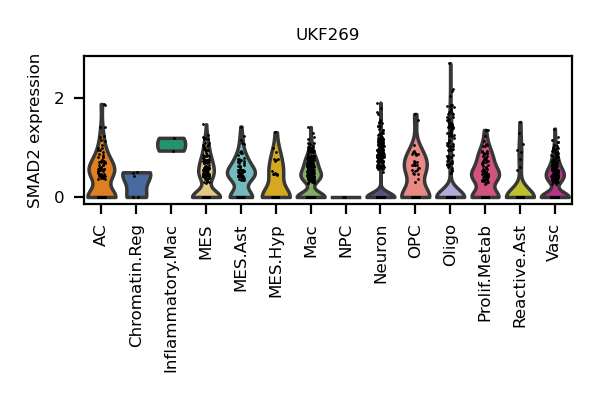 UKF269
SMAD2 expression
2
0
AC
Chromatin.Reg
Inflammatory.Mac
MES
MES.Ast
MES.Hyp
Mac
NPC
Neuron
OPC
Oligo
Prolif.Metab
Reactive.Ast
Vasc